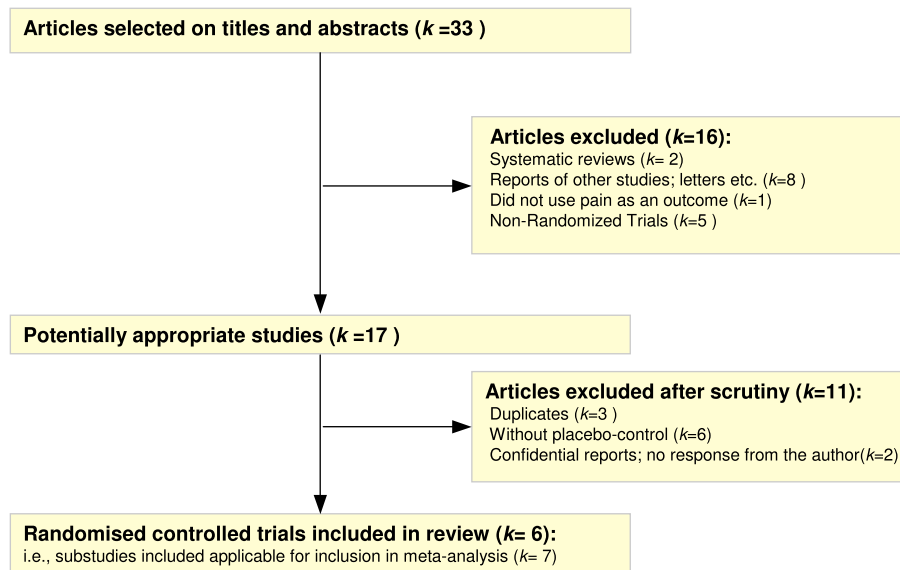 Articles selected on titles and abstracts (k =33 )
Articles excluded (k=16):
Systematic reviews (k= 2)
Reports of other studies; letters etc. (k=8 )
Did not use pain as an outcome (k=1)
Non-Randomized Trials (k=5 )
Potentially appropriate studies (k =17 )
Articles excluded after scrutiny (k=11):
Duplicates (k=3 )
Without placebo-control (k=6)
Confidential reports; no response from the author(k=2)
Randomised controlled trials included in review (k= 6):
i.e., substudies included applicable for inclusion in meta-analysis (k= 7)